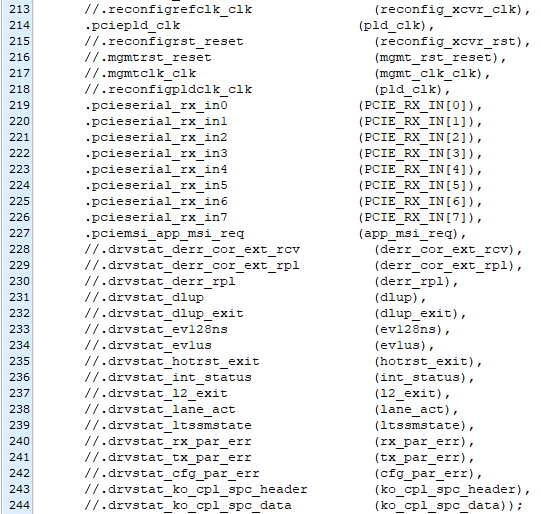 213 //.reconfigrefclk_clk (reconfig_xcvr_clk),
214 .pciepld_clk (pld_clk),
215 //.reconfigrst_reset (reconfig_xcvr_rst),
216 //.mgmtrst_reset (mgmt_rst_reset),
217 //.mgmtclk_clk (mgmt_clk_clk),
218 //.reconfigpldclk_clk (pld_clk),
219 .pcieserial_rx_in0 (PCIE_RX_IN[0]),
220 .pcieserial_rx_in1 (PCIE_RX_IN[1]),
221 .pcieserial_rx_in2 (PCIE_RX_IN[2]),
222 .pcieserial_rx_in3 (PCIE_RX_IN[3]),
223 .pcieserial_rx_in4 (PCIE_RX_IN[4]),
224 .pcieserial_rx_in5 (PCIE_RX_IN[5]),
225 .pcieserial_rx_in6 (PCIE_RX_IN[6]),
226 .pcieserial_rx_in7 (PCIE_RX_IN[7]),
227 .pciemsi_app_msi_req (app_msi_req),
228 //.drvstat_derr_cor_ext_rcv (derr_cor_ext_rcv),
229 //.drvstat_derr_cor_ext_rpl (derr_cor_ext_rpl),
230 //.drvstat_derr_rpl (derr_rpl),
231 //.drvstat_dlup (dlup),
232 //.drvstat_dlup_exit (dlup_exit),
233 //.drvstat_ev128ns (ev128ns),
234 //.drvstat_ev1us (ev1us),
235 //.drvstat_hotrst_exit (hotrst_exit),
236 //.drvstat_int_status (int_status),
237 //.drvstat_l2_exit (l2_exit),
238 //.drvstat_lane_act (lane_act),
239 //.drvstat_ltssmstate (ltssmstate),
240 //.drvstat_rx_par_err (rx_par_err),
241 //.drvstat_tx_par_err (tx_par_err),
242 //.drvstat_cfg_par_err (cfg_par_err),
243 //.drvstat_ko_cpl_spc_header (ko_cpl_spc_header),
244 //.drvstat_ko_cpl_spc_data (ko_cpl_spc_data));